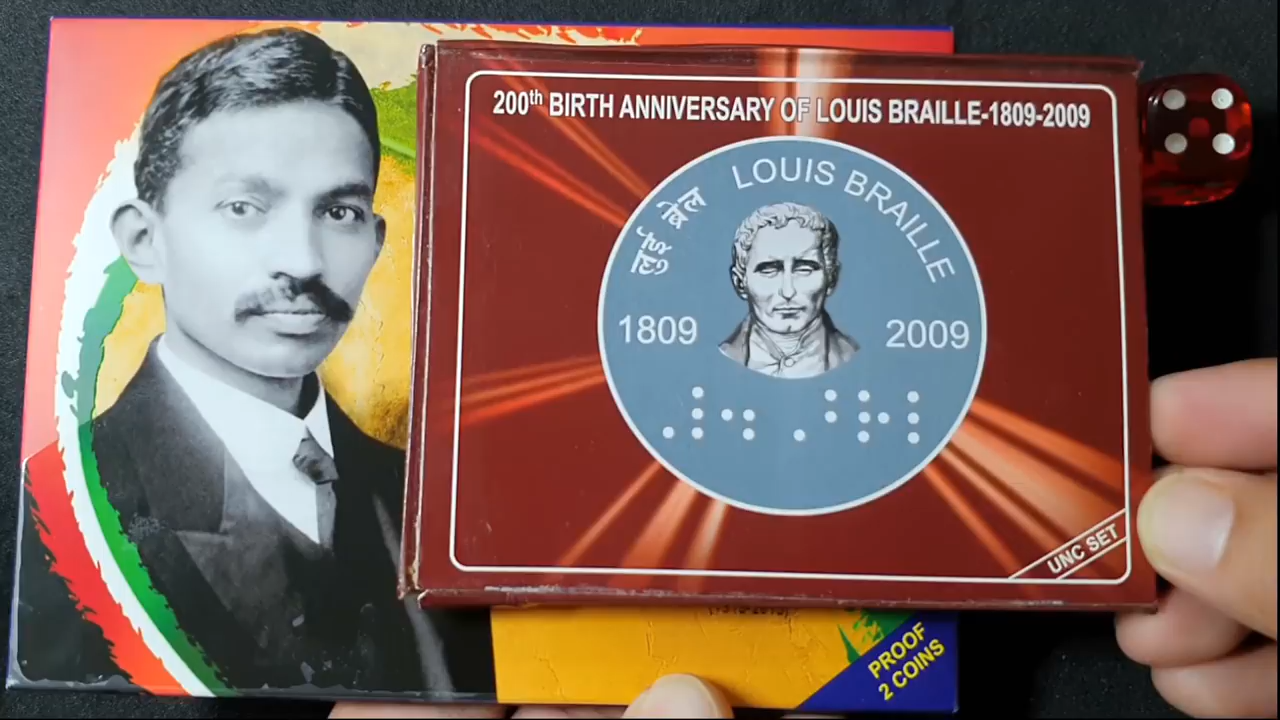 200th BIRTH ANNIVERSARY OF LOUIS BRAILLE-1809-2009
लुई ब्रेल LOUIS BRAILLE
1809 2009
UNC SET
PROOF
2 COINS